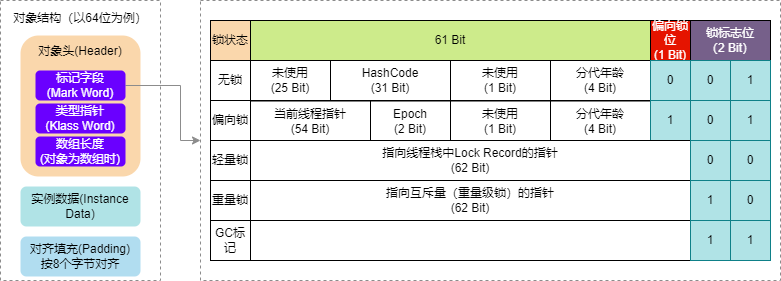 对象结构（以64位为例）
对象头(Header)
标记字段
(Mark Word)
类型指针
(Klass Word)
数组长度
(对象为数组时)
实例数据(Instance
Data)
对齐填充(Padding)
按8个字节对齐
锁状态
61 Bit
偏向锁
位
(1 Bit)
锁标志位
(2 Bit)
无锁
未使用
(25 Bit)
HashCode
(31 Bit)
未使用
(1 Bit)
分代年龄
(4 Bit)
0
0
1
偏向锁
当前线程指针
(54 Bit)
Epoch
(2 Bit)
未使用
(1 Bit)
分代年龄
(4 Bit)
1
0
1
轻量锁
指向线程栈中Lock Record的指针
(62 Bit)
0
0
重量锁
指向互斥量（重量级锁）的指针
(62 Bit)
1
0
GC标
记
1
1